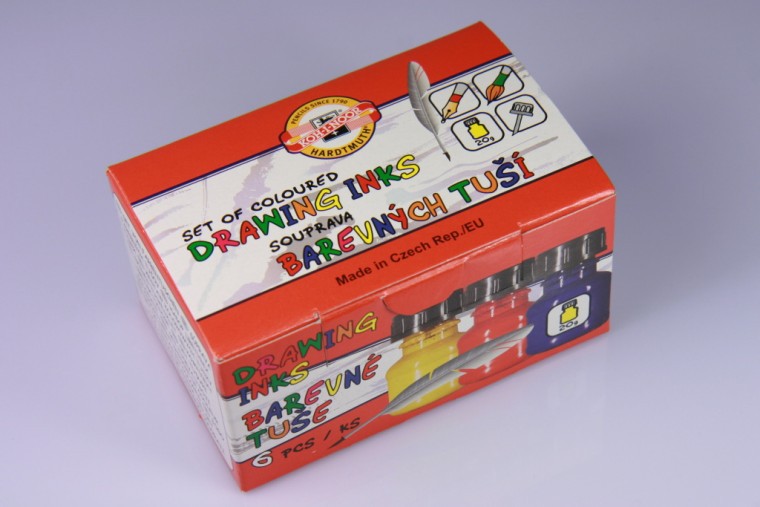 PENCILS SINCE 1790
KOH-I-NOOR
HARDTMUTH
20g
SET OF COLOURED
DRAWING INKS
SOUPRAVA
BAREVNÝCH TUŠÍ
Made in Czech Rep./EU
DRAWING
INKS
BAREVNÉ
TUŠE
6 PCS / KS
20g